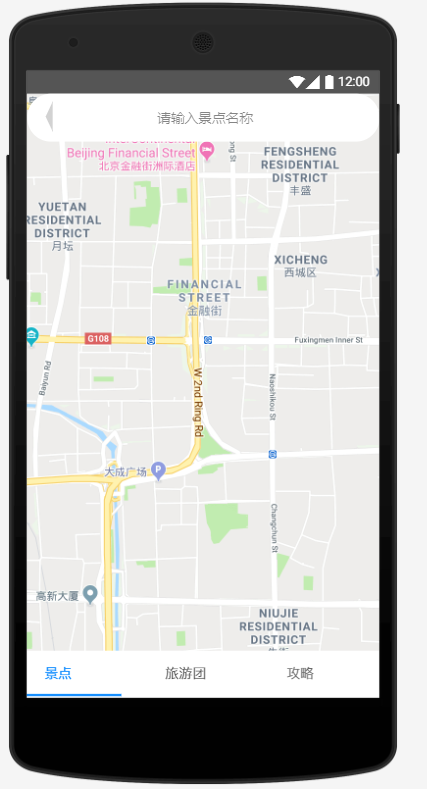 12:00
请输入景点名称
Beijing Financial Street
北京金融街洲际酒店
FENGSHENG
RESIDENTIAL
DISTRICT
丰盛
YUETAN
RESIDENTIAL
DISTRICT
月坛
XICHENG
西城区
FINANCIAL
STREET
金融街
G108
Fuxingmen Inner St
Baiyun Rd
W 2nd Ring Rd
Naoshikou St
大成广场
P
Changchun St
高新大厦
NIUJIE
RESIDENTIAL
DISTRICT
景点
旅游团
攻略